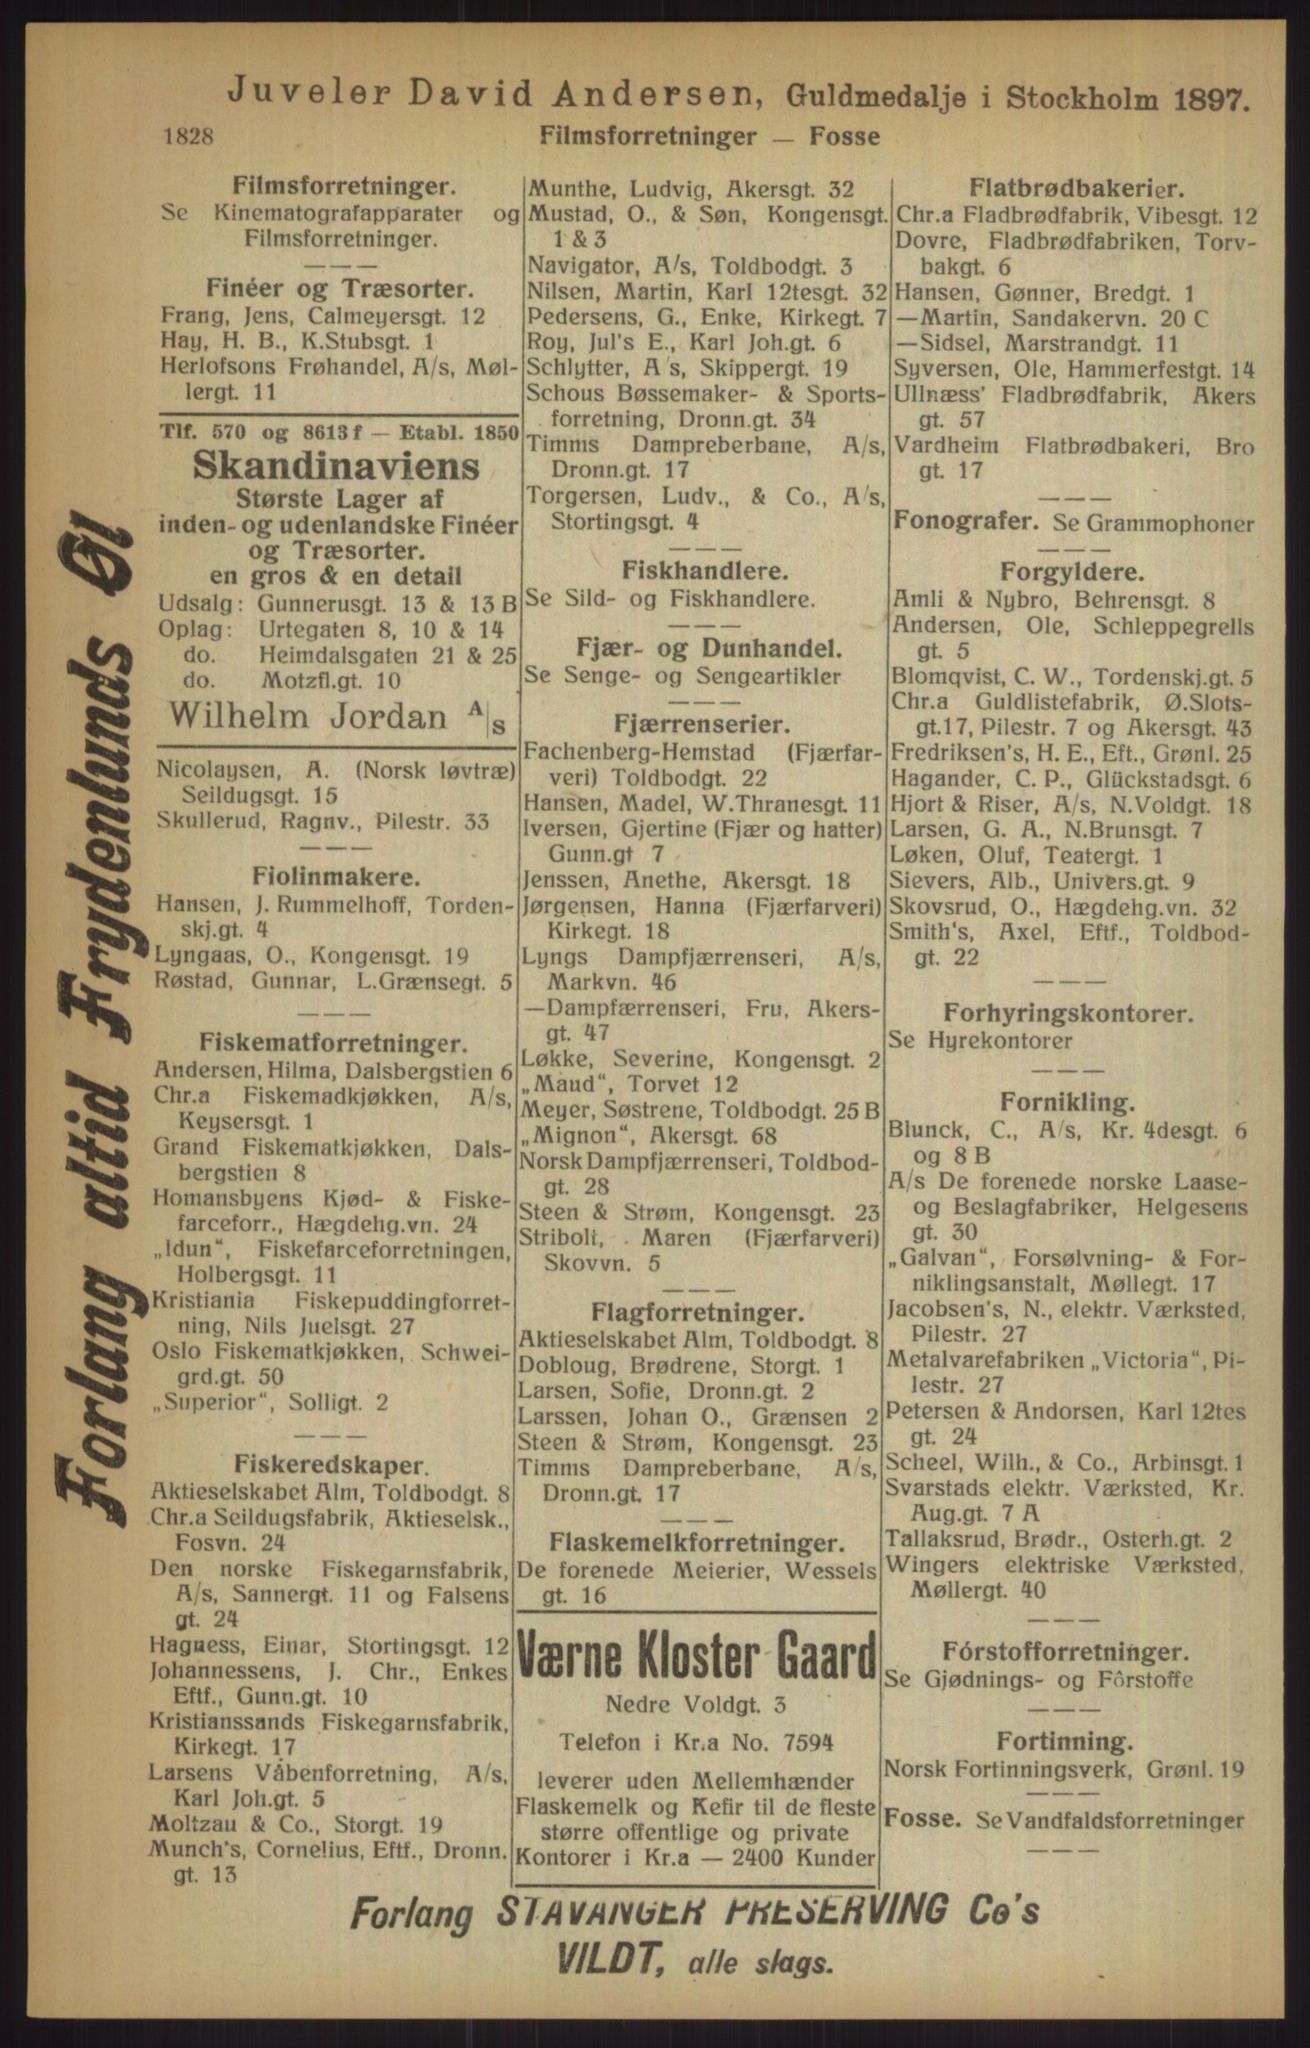 Juveler David Andersen, Guldmedalje i Stockholm 1897.
1828
Filmsforretninger — Fosse
Forlang altid Frydenlunds Øl
Filmsforretninger.
Se Kinematografapparater og
Filmsforretninger.
Finéer og Træsorter.
Frang, Jens, Calmeyersgt. 12
Hay, H. B., K.Stubsgt. 1
Herlofsons Frøhandel, A/s, Møl-
lergt. 11
Tlf. 570 og 8613 f — Etabl. 1850
Skandinaviens
Største Lager af
inden- og udenlandske Finéer
og Træsorter.
en gros & en detail
Udsalg: Gunnerusgt. 13 & 13 B
Oplag: Urtegaten 8, 10 & 14
do. Heimdalsgaten 21 & 25
do. Motzfl.gt. 10
Wilhelm Jordan A/s
Nicolaysen, A. (Norsk løvtræ)
Seildugsgt. 15
Skullerud, Ragnv., Pilestr. 33
Fiolinmakere.
Hansen, J. Rummelhoff, Torden-
skj.gt. 4
Lyngaas, O., Kongensgt. 19
Røstad, Gunnar, L.Grænsegt. 5
Fiskematforretninger.
Andersen, Hilma, Dalsbergstien 6
Chr.a Fiskemadkjøkken, A/s,
Keysersgt. 1
Grand Fiskematkjøkken, Dals-
bergstien 8
Homansbyens Kjød- & Fiske-
farceforr., Hægdehg.vn. 24
„Idun“, Fiskefarceforretningen,
Holbergsgt. 11
Kristiania Fiskepuddingforret-
ning, Nils Juelsgt. 27
Oslo Fiskematkjøkken, Schwei-
grd.gt. 50
„Superior“, Solligt. 2
Fiskeredskaper.
Aktieselskabet Alm, Toldbodgt. 8
Chr.a Seildugsfabrik, Aktieselsk.,
Fosvn. 24
Den norske Fiskegarnsfabrik,
A/s, Sannergt. 11 og Falsens
gt. 24
Hagness, Einar, Stortingsgt. 12
Johannessens, J. Chr., Enkes
Eftf., Gunn.gt. 10
Kristianssands Fiskegarnsfabrik,
Kirkegt. 17
Larsens Våbenforretning, A/s,
Karl Joh.gt. 5
Moltzau & Co., Storgt. 19
Munch's, Cornelius, Eftf., Dronn.
gt. 13
Munthe, Ludvig, Akersgt. 32
Mustad, O., & Søn, Kongensgt.
1 & 3
Navigator, A/s, Toldbodgt. 3
Nilsen, Martin, Karl 12tesgt. 32
Pedersens, G., Enke, Kirkegt. 7
Roy, Jul's E., Karl Joh.gt. 6
Schlytter, A's, Skippergt. 19
Schous Bøssemaker- & Sports-
forretning, Dronn.gt. 34
Timms Dampreberbane, A/s,
Dronn.gt. 17
Torgersen, Ludv., & Co., A/s,
Stortingsgt. 4
Fiskhandlere.
Se Sild- og Fiskhandlere.
Fjær- og Dunhandel.
Se Senge- og Sengeartikler
Fjærrenserier.
Fachenberg-Hemstad (Fjærfar-
veri) Toldbodgt. 22
Hansen, Madel, W.Thranesgt. 11
Iversen, Gjertine (Fjær og hatter)
Gunn.gt 7
Jenssen, Anethe, Akersgt. 18
Jørgensen, Hanna (Fjærfarveri)
Kirkegt. 18
Lyngs Dampfjærrenseri, A/s,
Markvn. 46
—Dampfærrenseri, Fru, Akers-
gt. 47
Løkke, Severine, Kongensgt. 2
„Maud“, Torvet 12
Meyer, Søstrene, Toldbodgt. 25 B
„Mignon“, Akersgt. 68
Norsk Dampfjærrenseri, Toldbod-
gt. 28
Steen & Strøm, Kongensgt. 23
Stribolt, Maren (Fjærfarveri)
Skovvn. 5
Flagforretninger.
Aktieselskabet Alm, Toldbodgt. 8
Dobloug, Brødrene, Storgt. 1
Larsen, Sofie, Dronn.gt. 2
Larssen, Johan O., Grænsen 2
Steen & Strøm, Kongensgt. 23
Timms Dampreberbane, A/s,
Dronn.gt. 17
Flaskemelkforretninger.
De forenede Meierier, Wessels
gt. 16
Værne Kloster Gaard
Nedre Voldgt. 3
Telefon i Kr.a No. 7594
leverer uden Mellemhænder
Flaskemelk og Kefir til de fleste
større offentlige og private
Kontorer i Kr.a — 2400 Kunder
Flatbrødbakerier.
Chr.a Fladbrødfabrik, Vibesgt. 12
Dovre, Fladbrødfabriken, Torv-
bakgt. 6
Hansen, Gønner, Bredgt. 1
—Martin, Sandakervn. 20 C
—Sidsel, Marstrandgt. 11
Syversen, Ole, Hammerfestgt. 14
Ullnæss' Fladbrødfabrik, Akers
gt. 57
Vardheim Flatbrødbakeri, Bro
gt. 17
Fonografer. Se Grammophoner
Forgyldere.
Amli & Nybro, Behrensgt. 8
Andersen, Ole, Schleppegrells
gt. 5
Blomqvist, C. W., Tordenskj.gt. 5
Chr.a Guldlistefabrik, Ø.Slots-
gt.17, Pilestr. 7 og Akersgt. 43
Fredriksen's, H. E., Eft., Grønl. 25
Hagander, C. P., Glückstadsgt. 6
Hjort & Riser, A/s, N.Voldgt. 18
Larsen, G. A., N.Brunsgt. 7
Løken, Oluf, Teatergt. 1
Sievers, Alb., Univers.gt. 9
Skovsrud, O., Hægdehg.vn. 32
Smith's, Axel, Eftf., Toldbod-
gt. 22
Forhyringskontorer.
Se Hyrekontorer
Fornikling.
Blunck, C., A/s, Kr. 4desgt. 6
og 8 B
A/s De forenede norske Laase-
og Beslagfabriker, Helgesens
gt. 30
„Galvan“, Forsølvning- & For-
niklingsanstalt, Møllegt. 17
Jacobsen's, N., elektr. Værksted,
Pilestr. 27
Metalvarefabriken „Victoria“, Pi-
lestr. 27
Petersen & Andorsen, Karl 12tes
gt. 24
Scheel, Wilh., & Co., Arbinsgt. 1
Svarstads elektr. Værksted, Kr.
Aug.gt. 7 A
Tallaksrud, Brødr., Osterh.gt. 2
Wingers elektriske Værksted,
Møllergt. 40
Fórstofforretninger.
Se Gjødnings- og Fôrstoffe
Fortinning.
Norsk Fortinningsverk, Grønl. 19
Fosse. Se Vandfaldsforretninger
Forlang STAVANGER PRESERVING Co's
VILDT, alle slags.